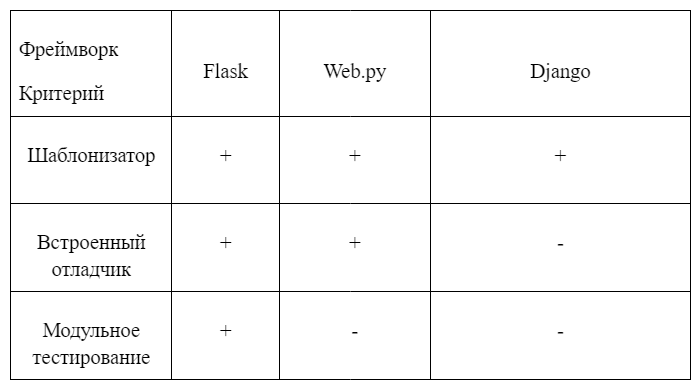 Фреймворк
Критерий
Flask
Web.py
Django
Шаблонизатор
+
+
+
Встроенный
отладчик
+
+
-
Модульное
тестирование
+
-
-